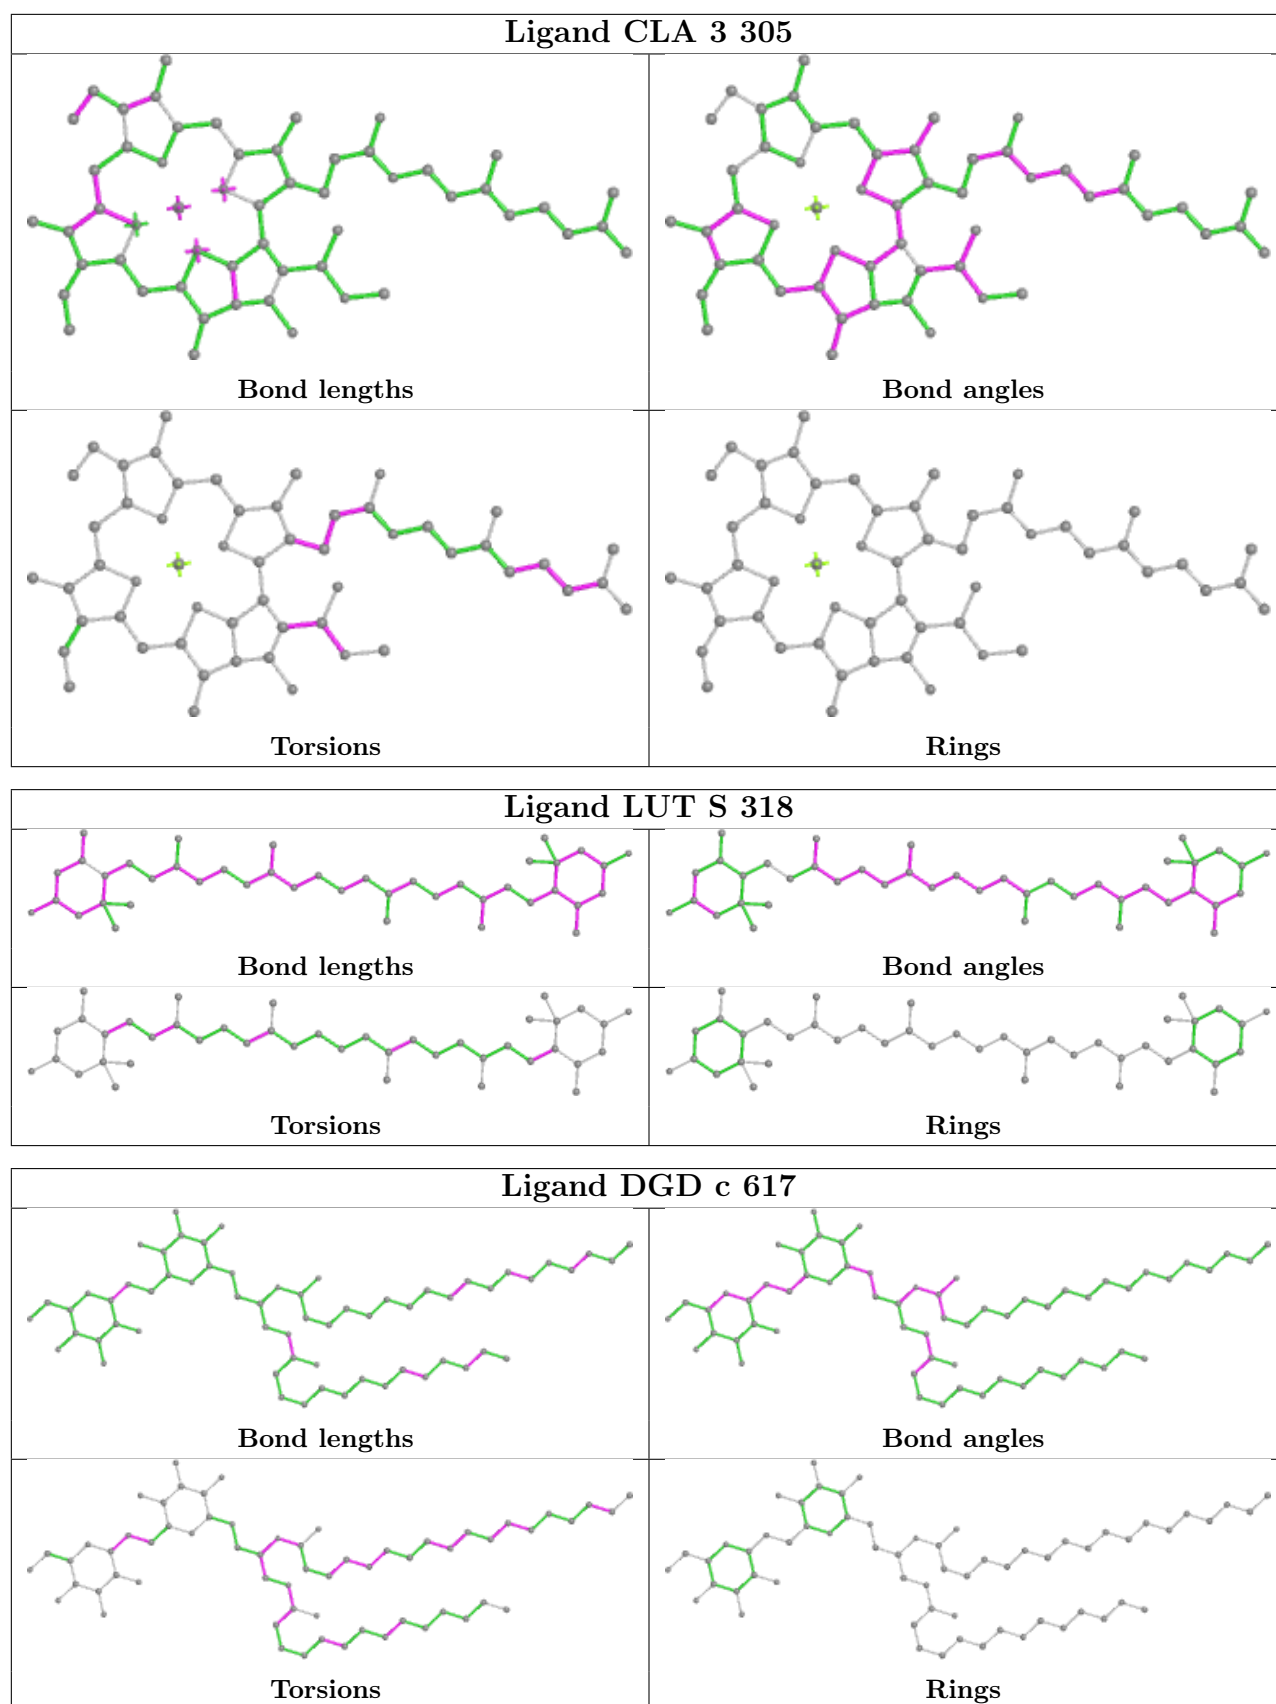 Ligand CLA 3 305
Bond lengths
Bond angles
Torsions
Rings
Ligand LUT S 318
Bond lengths
Bond angles
Torsions
Rings
Ligand DGD c 617
Bond lengths
Bond angles
Torsions
Rings